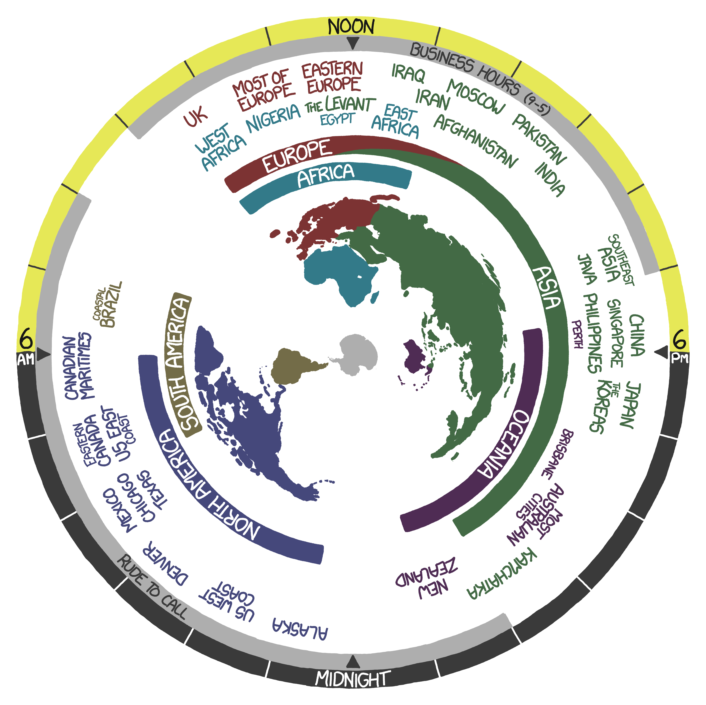 NOON
BUSINESS HOURS (9-5)
UK
MOST OF
EUROPE
EASTERN
EUROPE
IRAQ
IRAN
MOSCOW
PAKISTAN
WEST
AFRICA
NIGERIA
THE LEVANT
EGYPT
EAST
AFRICA
AFGHANISTAN
INDIA
EUROPE
AFRICA
ASIA
SOUTHEAST
ASIA
JAVA
PHILIPPINES
SINGAPORE
CHINA
PERTH
6
PM
JAPAN
THE
KOREAS
OCEANIA
BRISBANE
MOST
AUSTRALIAN
CITIES
KAMCHATKA
NEW
ZEALAND
MIDNIGHT
ALASKA
US WEST
COAST
DENVER
RUDE TO CALL
NORTH AMERICA
MEXICO
CHICAGO
TEXAS
EASTERN
CANADA
US EAST
COAST
CANADIAN
MARITIMES
6
AM
SOUTH AMERICA
COASTAL
BRAZIL